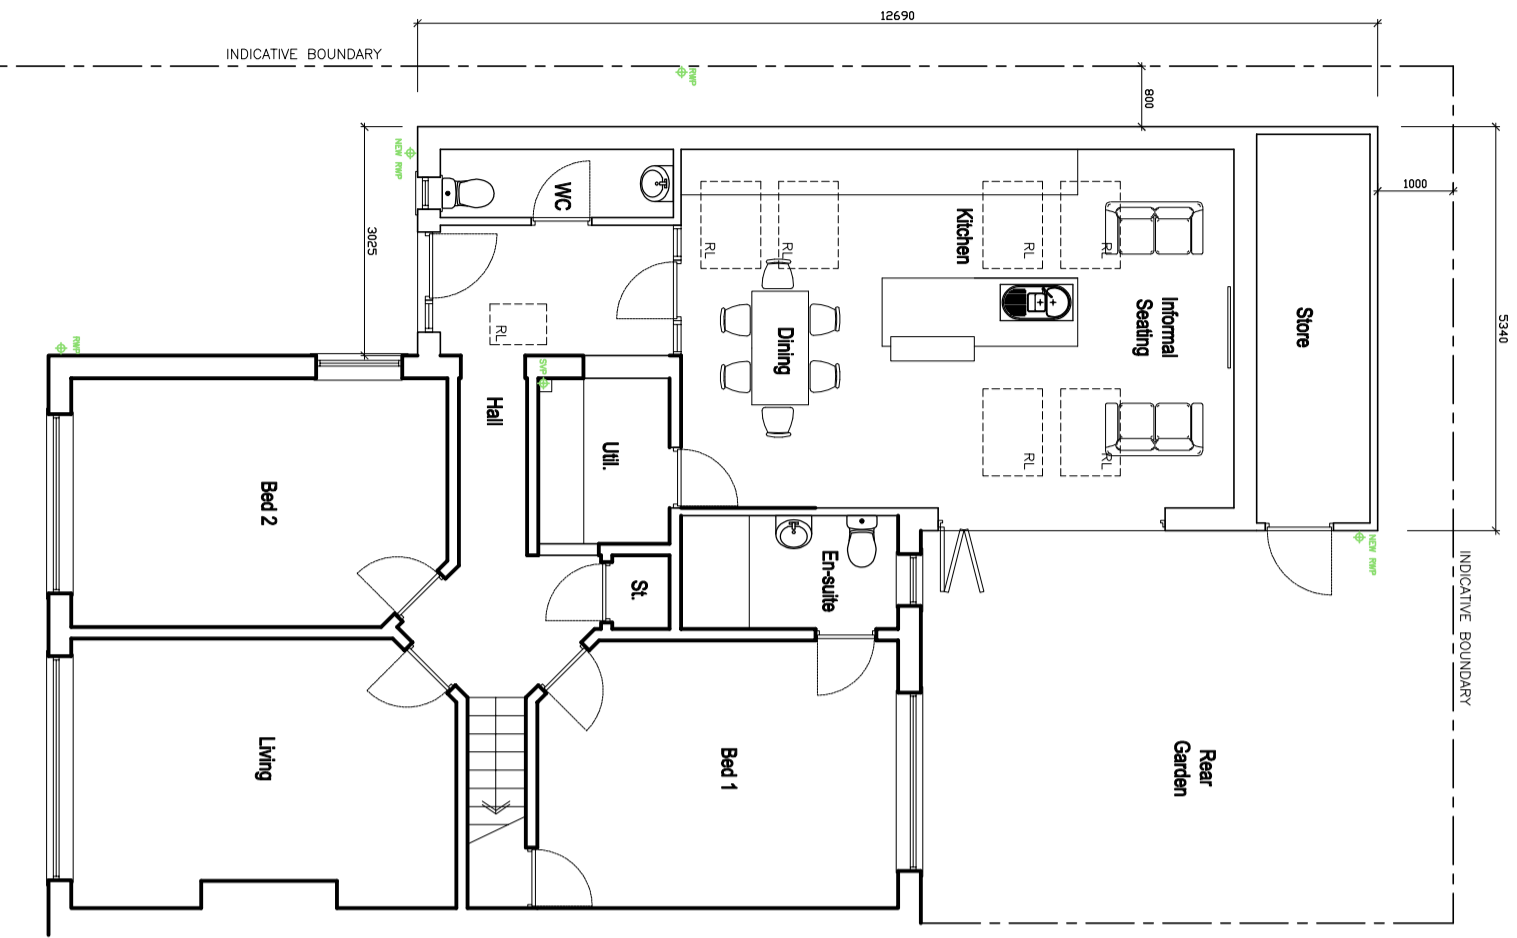 12690
INDICATIVE BOUNDARY
RWP
800
1000
NEW RWP
WC
3025
Kitchen
RL
RL
RL
RL
RL
Informal
Seating
Store
5340
Dining
RWP
SVP
Hall
Util.
RL
RL
Bed 2
En-suite
St.
NEW RWP
INDICATIVE BOUNDARY
Living
Bed 1
Rear
Garden